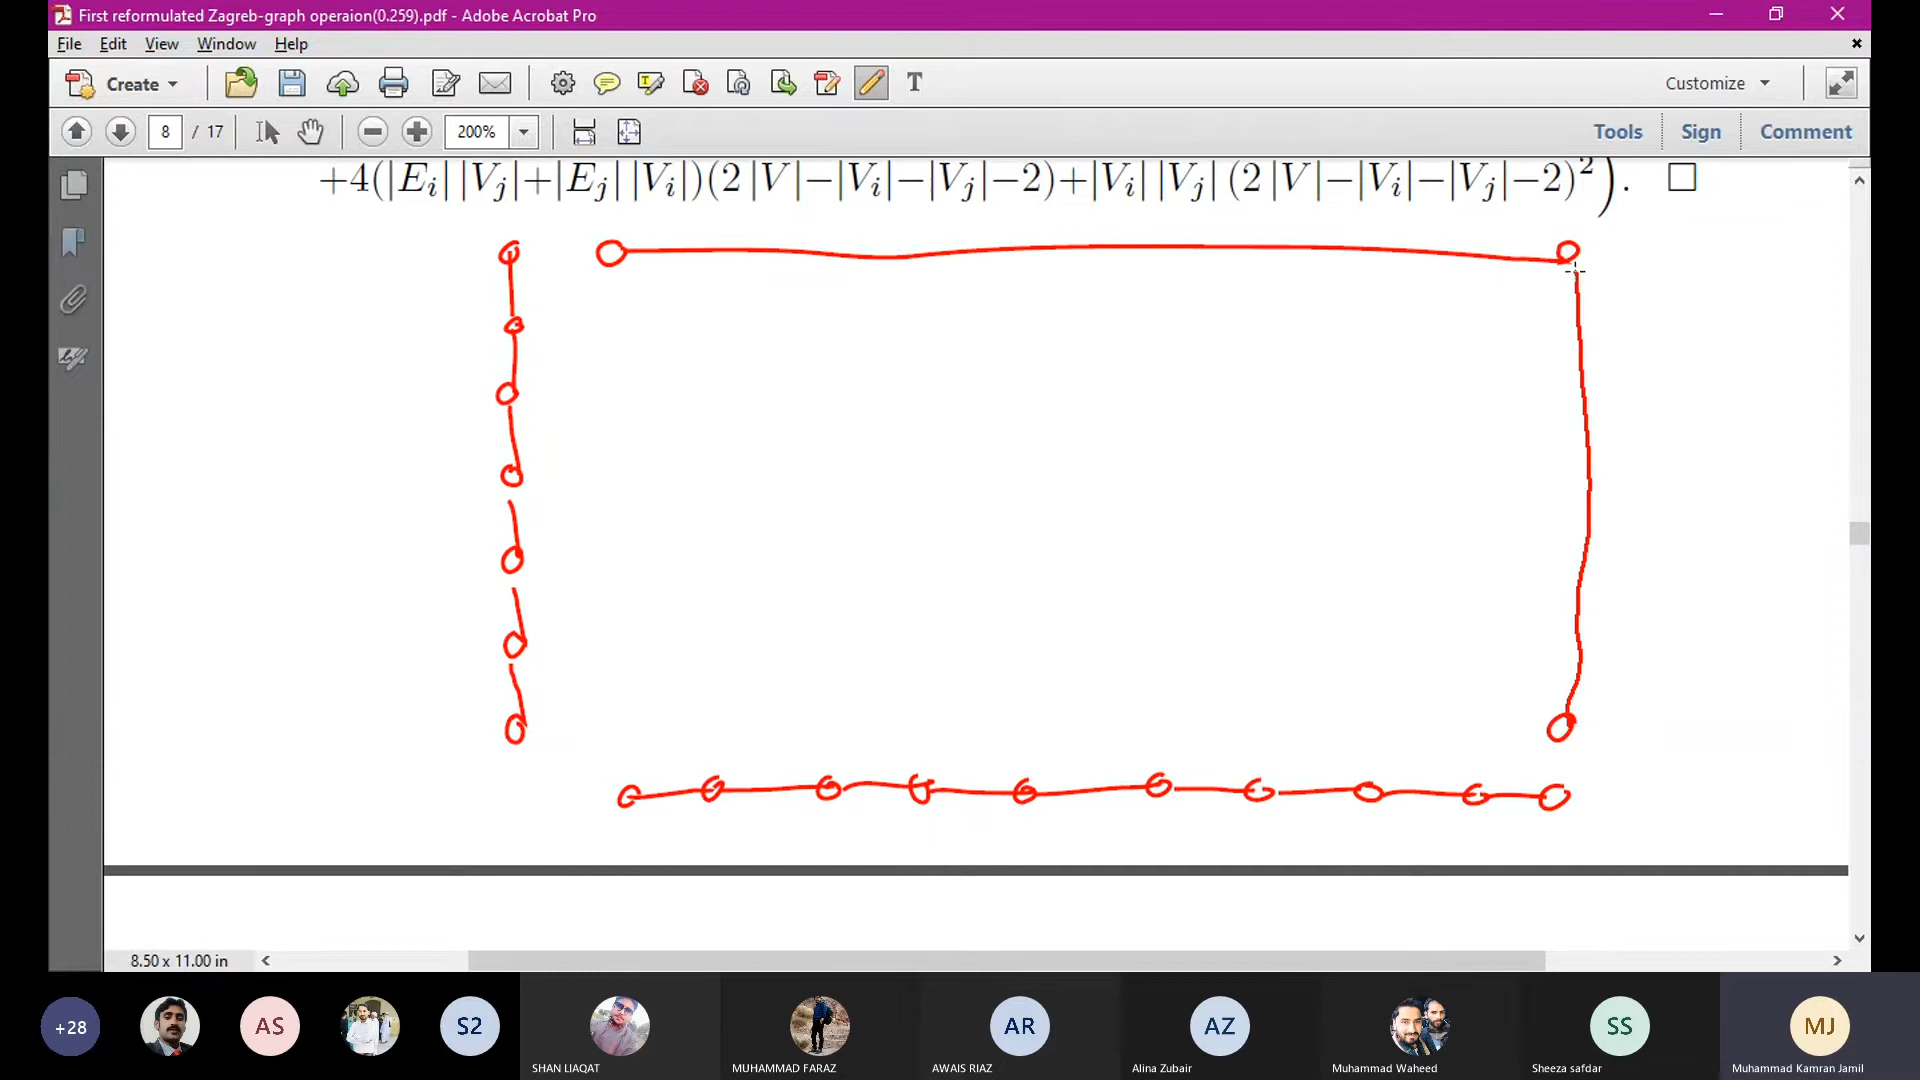 First reformulated Zagreb-graph operaion(0.259).pdf - Adobe Acrobat Pro
File Edit View Window Help
Create Customize
8 / 17 200% Tools Sign Comment
+4(|E_i| |V_j|+|E_j| |V_i|)(2 |V|−|V_i|−|V_j|−2)+|V_i| |V_j| (2 |V|−|V_i|−|V_j|−2)^2). □
8.50 x 11.00 in
+28 AS S2 AR AZ SS MJ
SHAN LIAQAT MUHAMMAD FARAZ AWAIS RIAZ Alina Zubair Muhammad Waheed Sheeza safdar Muhammad Kamran Jamil